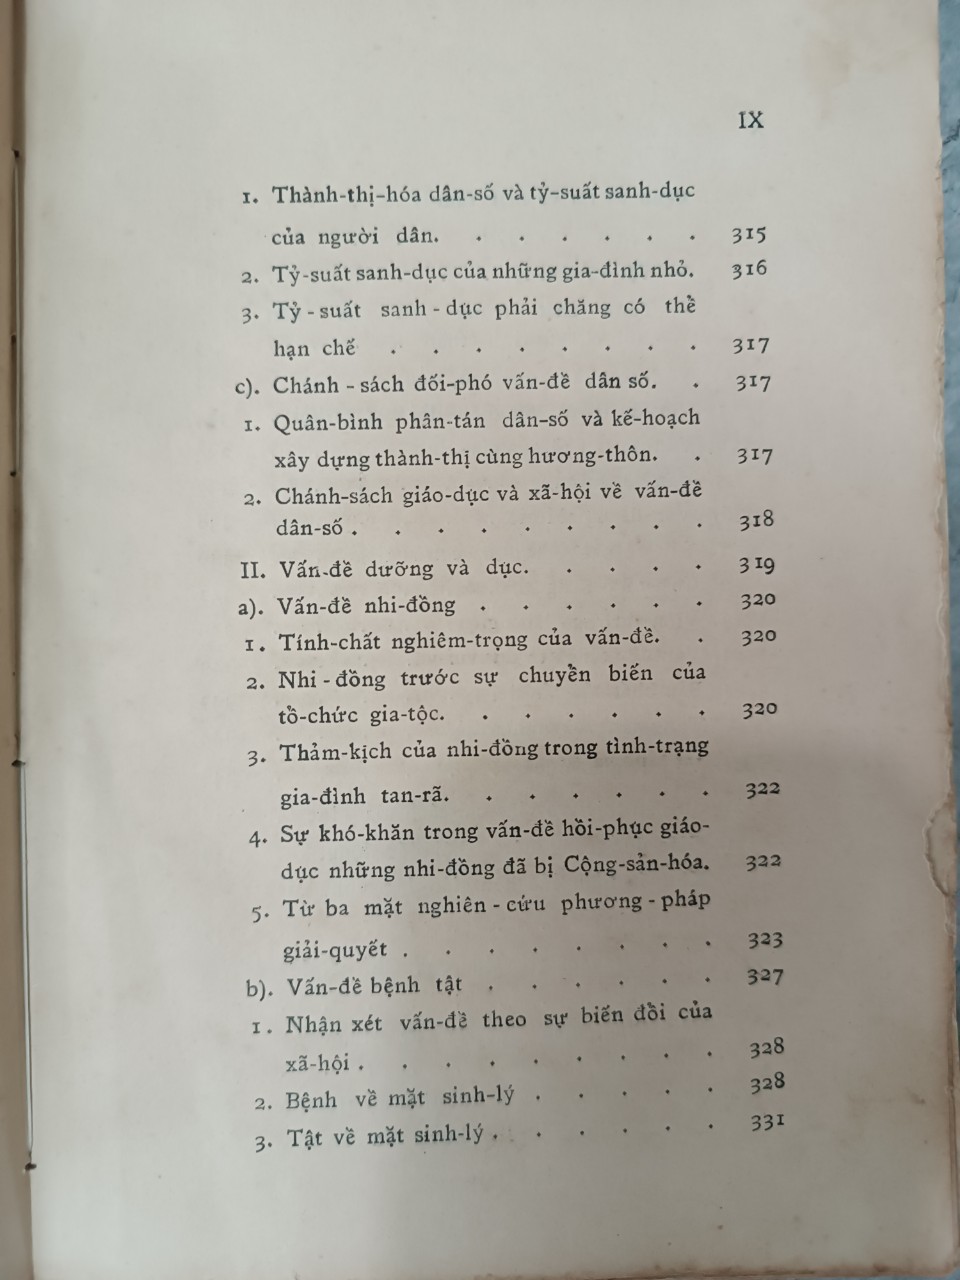 IX
1. Thành-thị-hóa dân-số và tỷ-suất sanh-dục
của người dân. . . . . . . 315
2. Tỷ-suất sanh-dục của những gia-đình nhỏ. 316
3. Tỷ - suất sanh - dục phải chăng có thể
hạn chế . . . . . . . . 317
c). Chánh - sách đối-phó vấn-đề dân số. . 317
1. Quân-bình phân-tán dân-số và kế-hoạch
xây dựng thành-thị cùng hương-thôn. . 317
2. Chánh-sách giáo-dục và xã-hội về vấn-đề
dân-số . . . . . . . . . 318
II. Vấn-đề dưỡng và dục. . . . . 319
a). Vấn-đề nhi-đồng . . . . . . 320
1. Tính-chất nghiêm-trọng của vấn-đề. . 320
2. Nhi - đồng trước sự chuyển biến của
tổ-chức gia-tộc. . . . . . . 320
3. Thảm-kịch của nhi-đồng trong tình-trạng
gia-đình tan-rã. . . . . . . 322
4. Sự khó-khăn trong vấn-đề hồi-phục giáo-
dục những nhi-đồng đã bị Cộng-sản-hóa. 322
5. Từ ba mặt nghiên - cứu phương - pháp
giải-quyết . . . . . . . . 323
b). Vấn-đề bệnh tật . . . . . . 327
1. Nhận xét vấn-đề theo sự biến đổi của
xã-hội . . . . . . . . . 328
2. Bệnh về mặt sinh-lý . . . . . 328
3. Tật về mặt sinh-lý . . . . . . 331